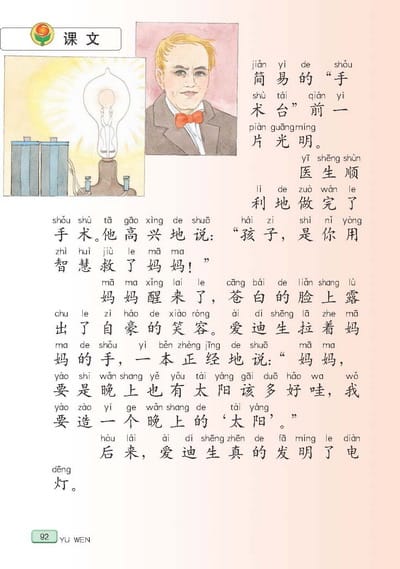 课文
jiǎn yì de shǒu
简易的“手
shù tái qián yí
术台”前一
piàn guāng míng
片光明。
yī shēng shùn
医生顺
lì de zuò wán le
利地做完了
shǒu shù tā gāo xìng de shuō hái zi shì nǐ yòng
手术。他高兴地说：“孩子，是你用
zhì huì jiù le mā ma
智慧救了妈妈！”
mā ma xǐng lái le cāng bái de liǎn shang lù
妈妈醒来了，苍白的脸上露
chu le zì háo de xiào róng ài dí shēng lā zhe mā
出了自豪的笑容。爱迪生拉着妈
ma de shǒu yì běn zhèng jīng de shuō mā ma
妈的手，一本正经地说：“妈妈，
yào shi wǎn shang yě yǒu tài yáng gāi duō hǎo wa wǒ
要是晚上也有太阳该多好哇，我
yào zào yí ge wǎn shang de tài yáng
要造一个晚上的‘太阳’。”
hòu lái ài dí shēng zhēn de fā míng le diàn
后来，爱迪生真的发明了电
dēng
灯。
92 YU WEN